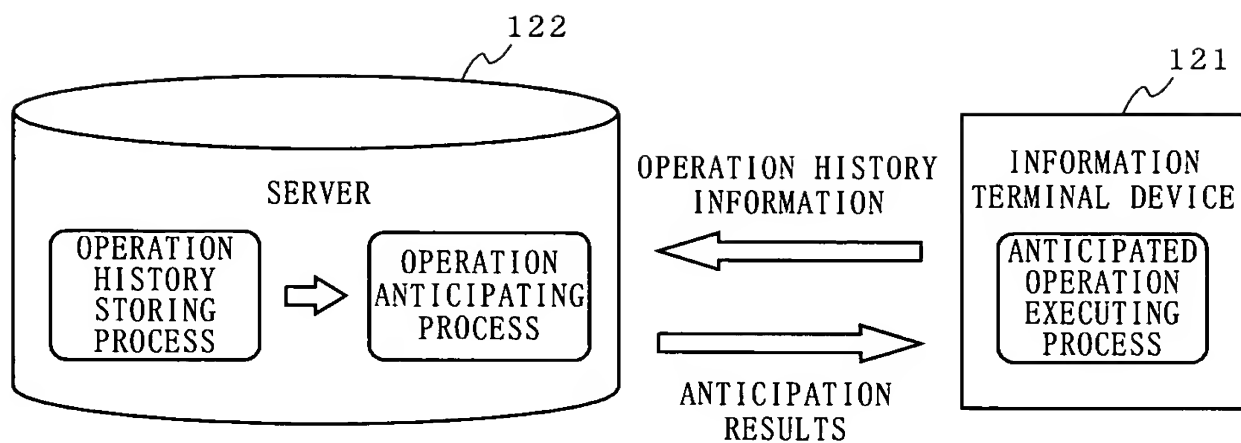 122
121
SERVER
OPERATION
HISTORY
STORING
PROCESS
OPERATION
ANTICIPATING
PROCESS
OPERATION HISTORY
INFORMATION
ANTICIPATION
RESULTS
INFORMATION
TERMINAL DEVICE
ANTICIPATED
OPERATION
EXECUTING
PROCESS